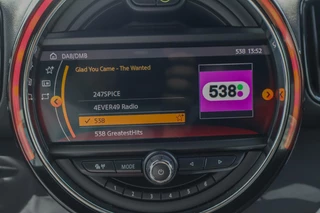 DAB/DMB 538 13:52
Glad You Came - The Wanted
247SPICE
4EVER49 Radio
538
538 GreatestHits
538:
MODE